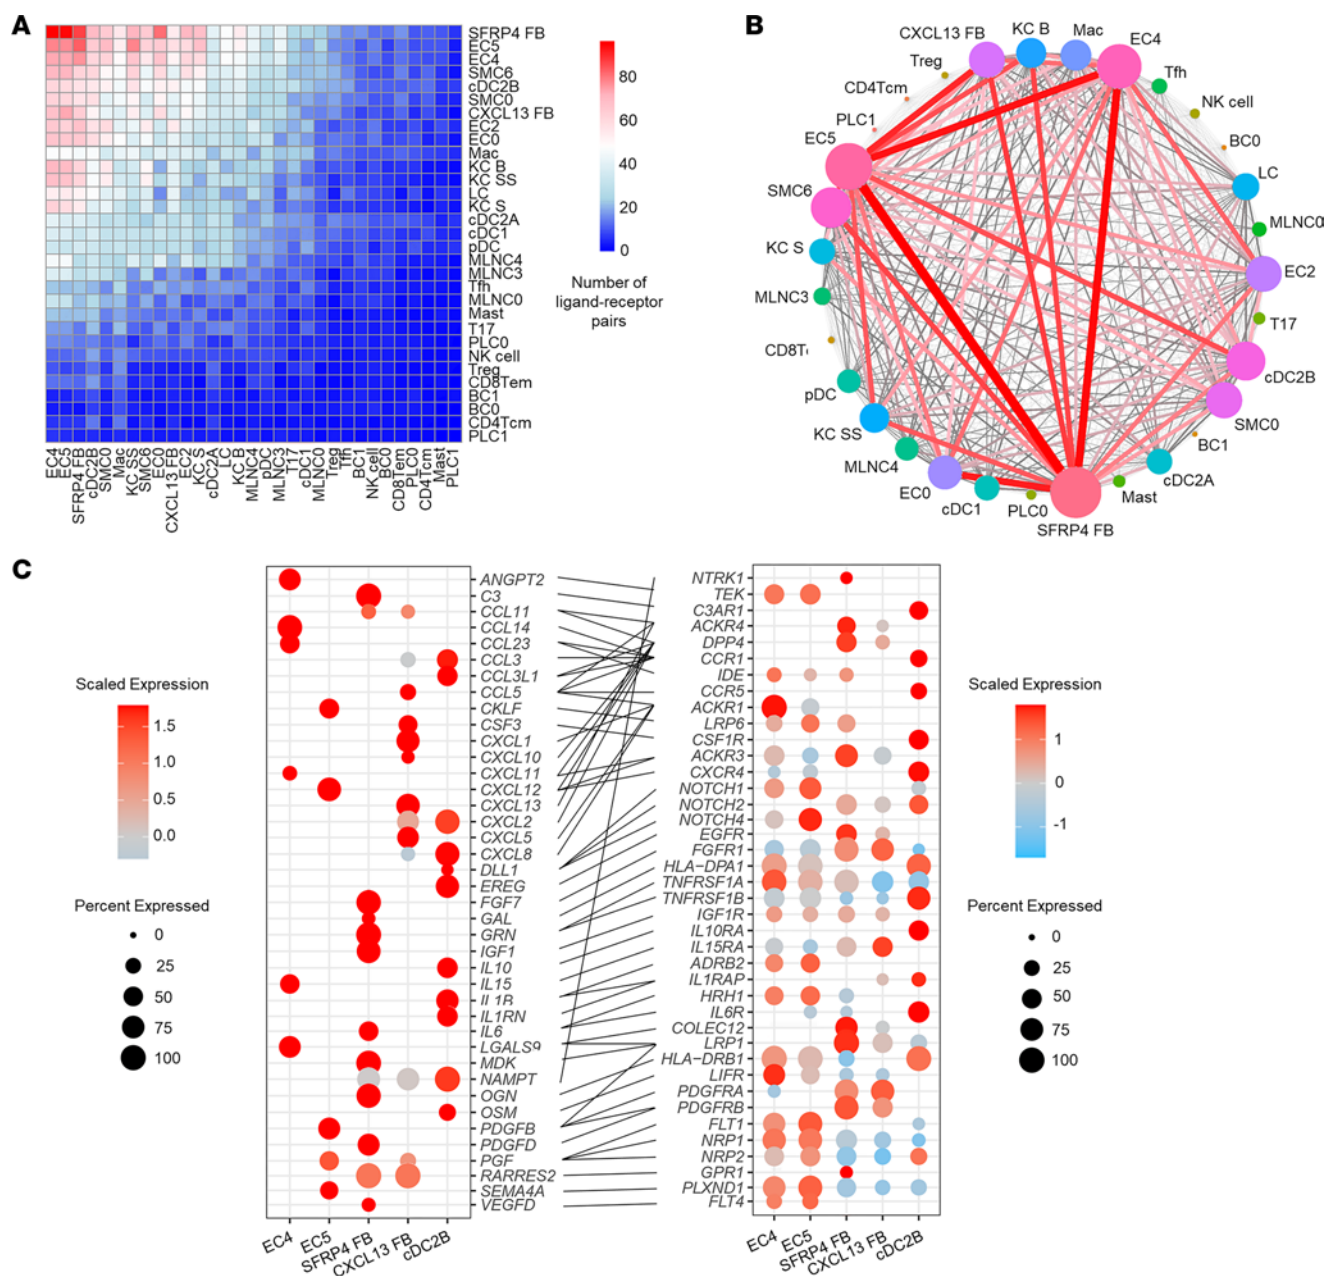 A
SFRP4 FB
EC5
EC4
SMC6
cDC2B
SMC0
CXCL13 FB
EC2
EC0
Mac
KC B
KC SS
LC
KC S
cDC2A
cDC1
pDC
MLNC4
MLNC3
Tfh
MLNC0
Mast
T17
PLC0
NK cell
Treg
CD8Tem
BC1
BC0
CD4Tcm
PLC1
EC4
EC5
SFRP4 FB
cDC2B
SMC0
Mac
KC SS
SMC6
EC0
CXCL13 FB
EC2
KC S
cDC2A
LC
KC B
MLNC4
pDC
MLNC3
T17
cDC1
MLNC0
Treg
Tfh
BC1
NK cell
BC0
CD8Tem
PLC0
CD4Tcm
Mast
PLC1
80
60
40
20
0
Number of
ligand-receptor
pairs
B
CXCL13 FB
KC B
Mac
EC4
Treg
Tfh
CD4Tcm
NK cell
PLC1
BC0
EC5
LC
SMC6
MLNC0
KC S
EC2
MLNC3
T17
CD8T
cDC2B
pDC
SMC0
KC SS
BC1
MLNC4
cDC2A
EC0
Mast
cDC1
PLC0
SFRP4 FB
C
Scaled Expression
1.5
1.0
0.5
0.0
Percent Expressed
0
25
50
75
100
ANGPT2
C3
CCL11
CCL14
CCL23
CCL3
CCL3L1
CCL5
CKLF
CSF3
CXCL1
CXCL10
CXCL11
CXCL12
CXCL13
CXCL2
CXCL5
CXCL8
DLL1
EREG
FGF7
GAL
GRN
IGF1
IL10
IL15
IL1B
IL1RN
IL6
LGALS9
MDK
NAMPT
OGN
OSM
PDGFB
PDGFD
PGF
RARRES2
SEMA4A
VEGFD
EC4
EC5
SFRP4 FB
CXCL13 FB
cDC2B
NTRK1
TEK
C3AR1
ACKR4
DPP4
CCR1
IDE
CCR5
ACKR1
LRP6
CSF1R
ACKR3
CXCR4
NOTCH1
NOTCH2
NOTCH4
EGFR
FGFR1
HLA−DPA1
TNFRSF1A
TNFRSF1B
IGF1R
IL10RA
IL15RA
ADRB2
IL1RAP
HRH1
IL6R
COLEC12
LRP1
HLA−DRB1
LIFR
PDGFRA
PDGFRB
FLT1
NRP1
NRP2
GPR1
PLXND1
FLT4
EC4
EC5
SFRP4 FB
CXCL13 FB
cDC2B
Scaled Expression
1
0
-1
Percent Expressed
0
25
50
75
100